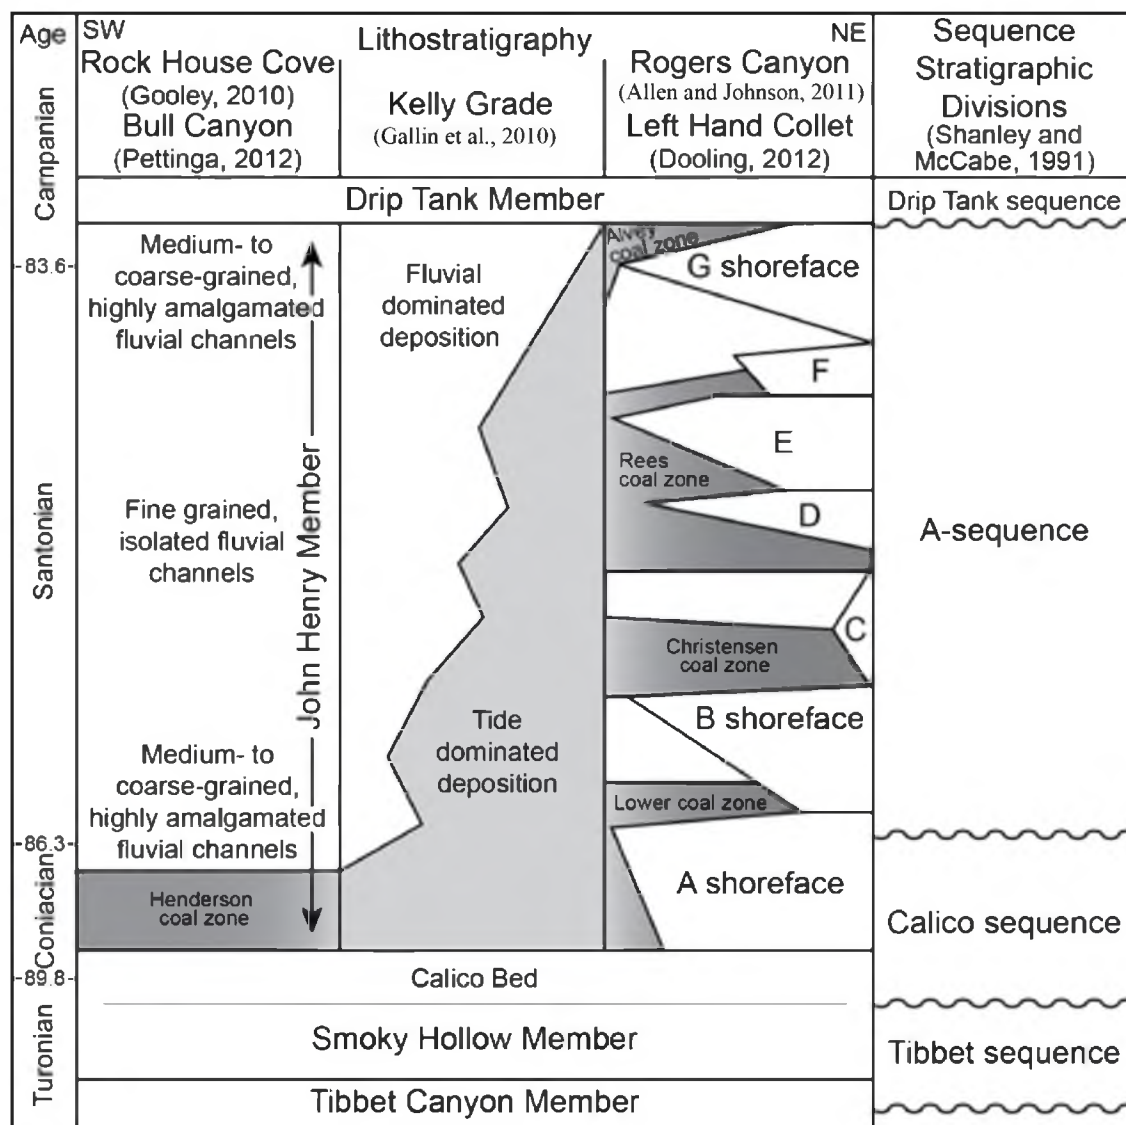 Age
SW
Lithostratigraphy
NE
Rock House Cove
(Gooley, 2010)
Bull Canyon
(Pettinga, 2012)
Kelly Grade
(Gallin et al., 2010)
Rogers Canyon
(Allen and Johnson, 2011)
Left Hand Collet
(Dooling, 2012)
Sequence
Stratigraphic
Divisions
(Shanley and
McCabe, 1991)
Campanian
Drip Tank Member
Drip Tank sequence
-83.6-
Medium- to
coarse-grained,
highly amalgamated
fluvial channels
Fluvial
dominated
deposition
Alvey
coal zone
G shoreface
F
E
Rees
coal zone
D
Santonian
Fine grained,
isolated fluvial
channels
John Henry Member
A-sequence
C
Christensen
coal zone
B shoreface
Tide
dominated
deposition
Medium- to
coarse-grained,
highly amalgamated
fluvial channels
Lower coal zone
-86.3-
Coniacian
Henderson
coal zone
A shoreface
Calico sequence
-89.8-
Calico Bed
Turonian
Smoky Hollow Member
Tibbet sequence
Tibbet Canyon Member